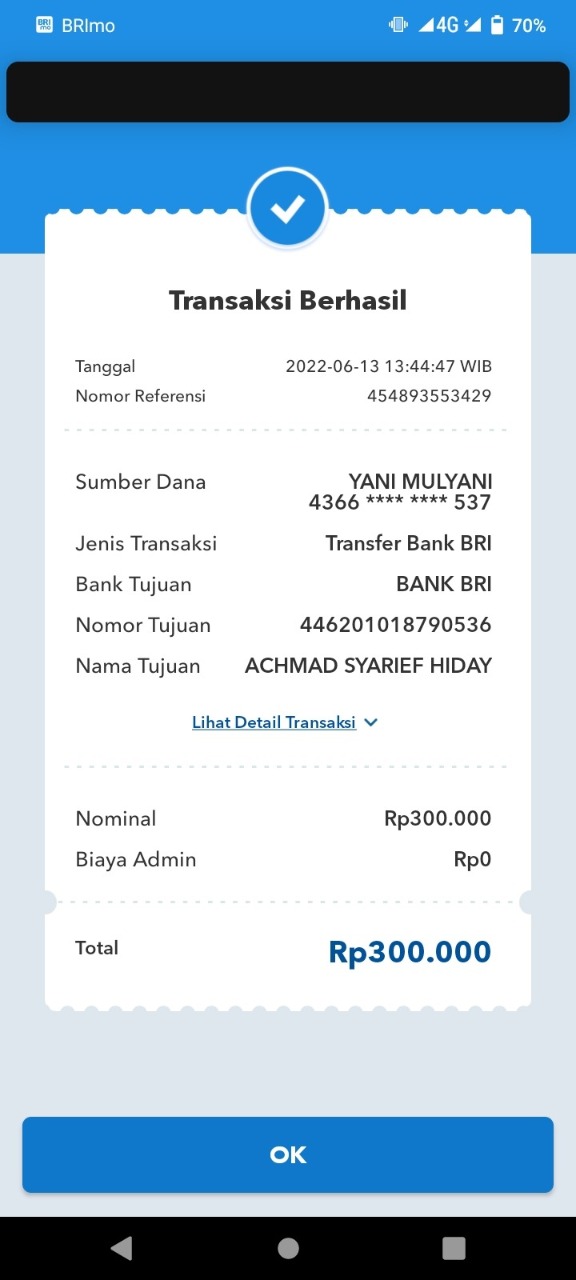 BRI mo BRImo 4G 70%
Transaksi Berhasil
Tanggal 2022-06-13 13:44:47 WIB
Nomor Referensi 454893553429
Sumber Dana YANI MULYANI
4366 **** **** 537
Jenis Transaksi Transfer Bank BRI
Bank Tujuan BANK BRI
Nomor Tujuan 446201018790536
Nama Tujuan ACHMAD SYARIEF HIDAY
Lihat Detail Transaksi
Nominal Rp300.000
Biaya Admin Rp0
Total Rp300.000
OK